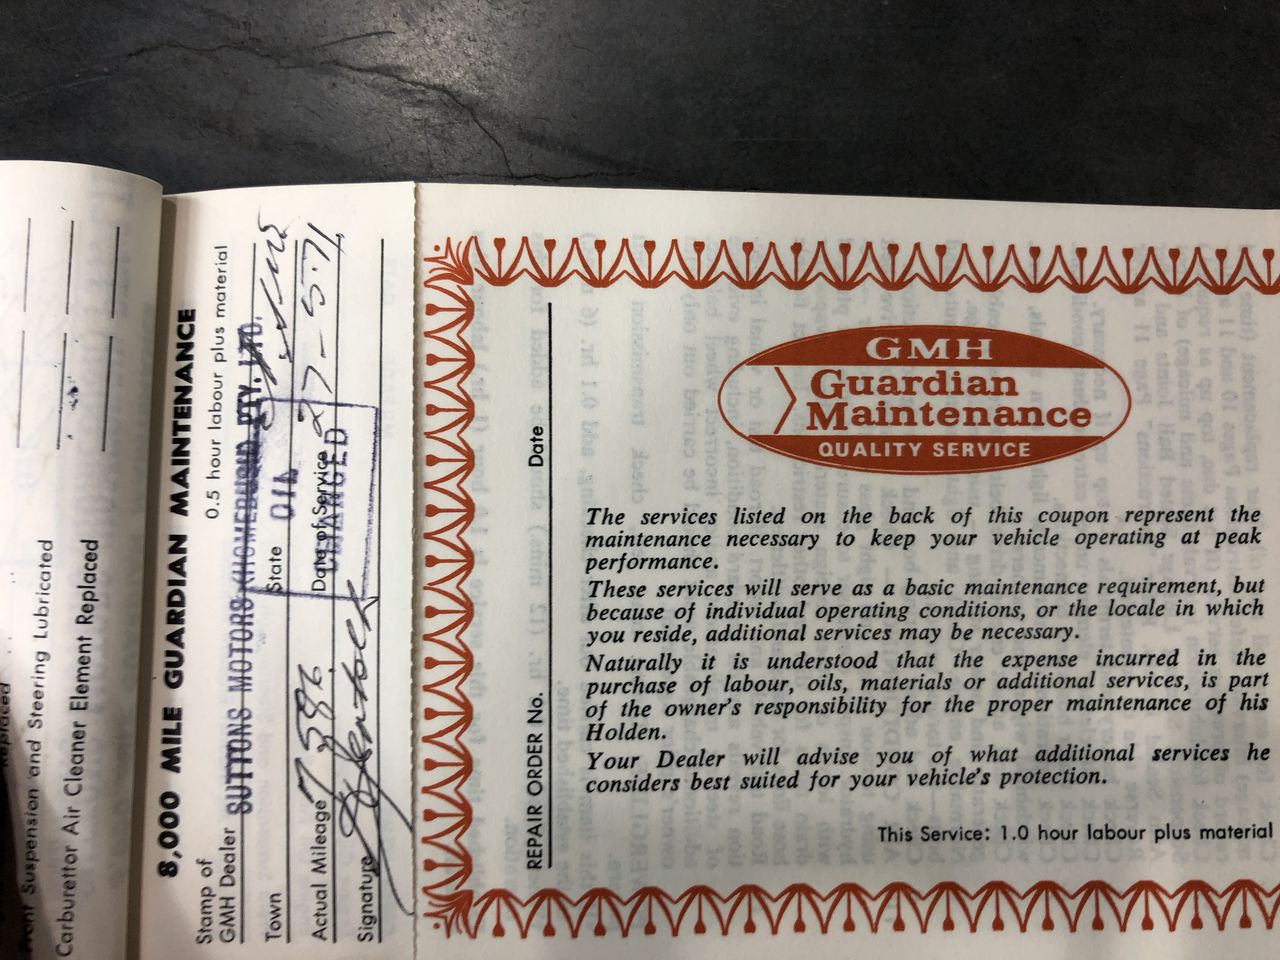 Replaced
Front Suspension and Steering Lubricated
Carburettor Air Cleaner Element Replaced
8,000 MILE GUARDIAN MAINTENANCE
0.5 hour labour plus material
Stamp of
GMH Dealer SUTTONS MOTORS (HOMEBUSH) PTY. LTD.
Town State
OIL
CHANGED
Actual Mileage 7586 Date of Service 27-5-71
Signature
REPAIR ORDER No. Date
GMH
Guardian
Maintenance
QUALITY SERVICE
The services listed on the back of this coupon represent the
maintenance necessary to keep your vehicle operating at peak
performance.
These services will serve as a basic maintenance requirement, but
because of individual operating conditions, or the locale in which
you reside, additional services may be necessary.
Naturally it is understood that the expense incurred in the
purchase of labour, oils, materials or additional services, is part
of the owner's responsibility for the proper maintenance of his
Holden.
Your Dealer will advise you of what additional services he
considers best suited for your vehicle's protection.
This Service: 1.0 hour labour plus material